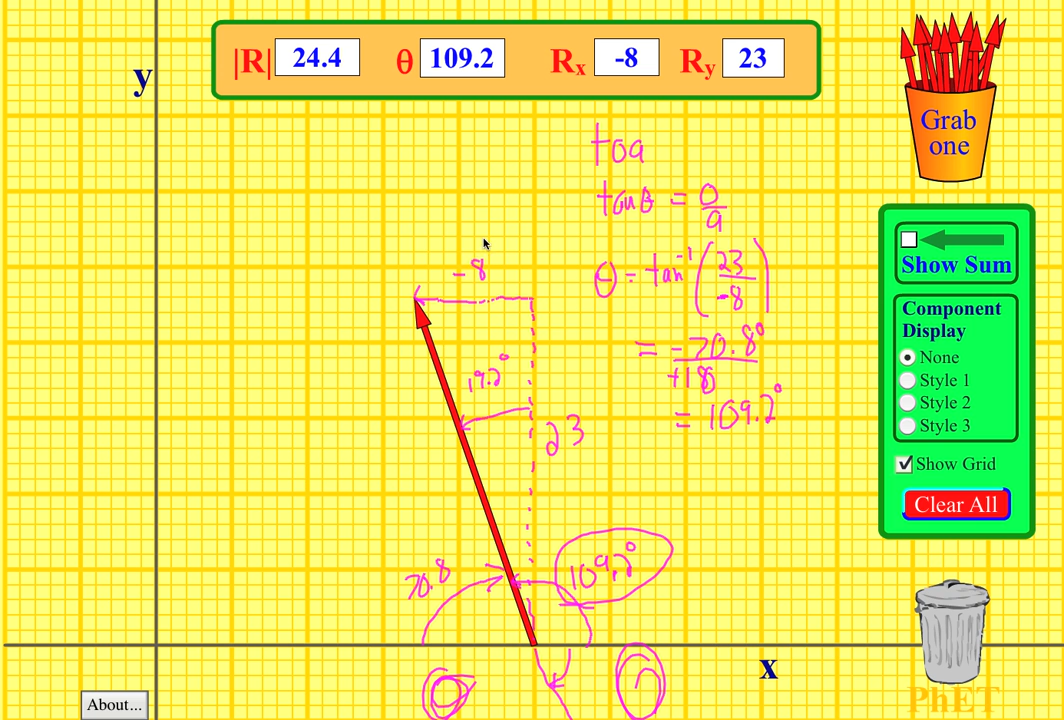 |R| 24.4 θ 109.2 Rx -8 Ry 23
y
Grab
one
toa
tanθ = o/a
θ = tan⁻¹(23/-8)
= -70.8°
+18
= 109.2°
-8
19.2°
23
70.8
109.2°
Show Sum
Component
Display
None
Style 1
Style 2
Style 3
Show Grid
Clear All
x
About...
PhET